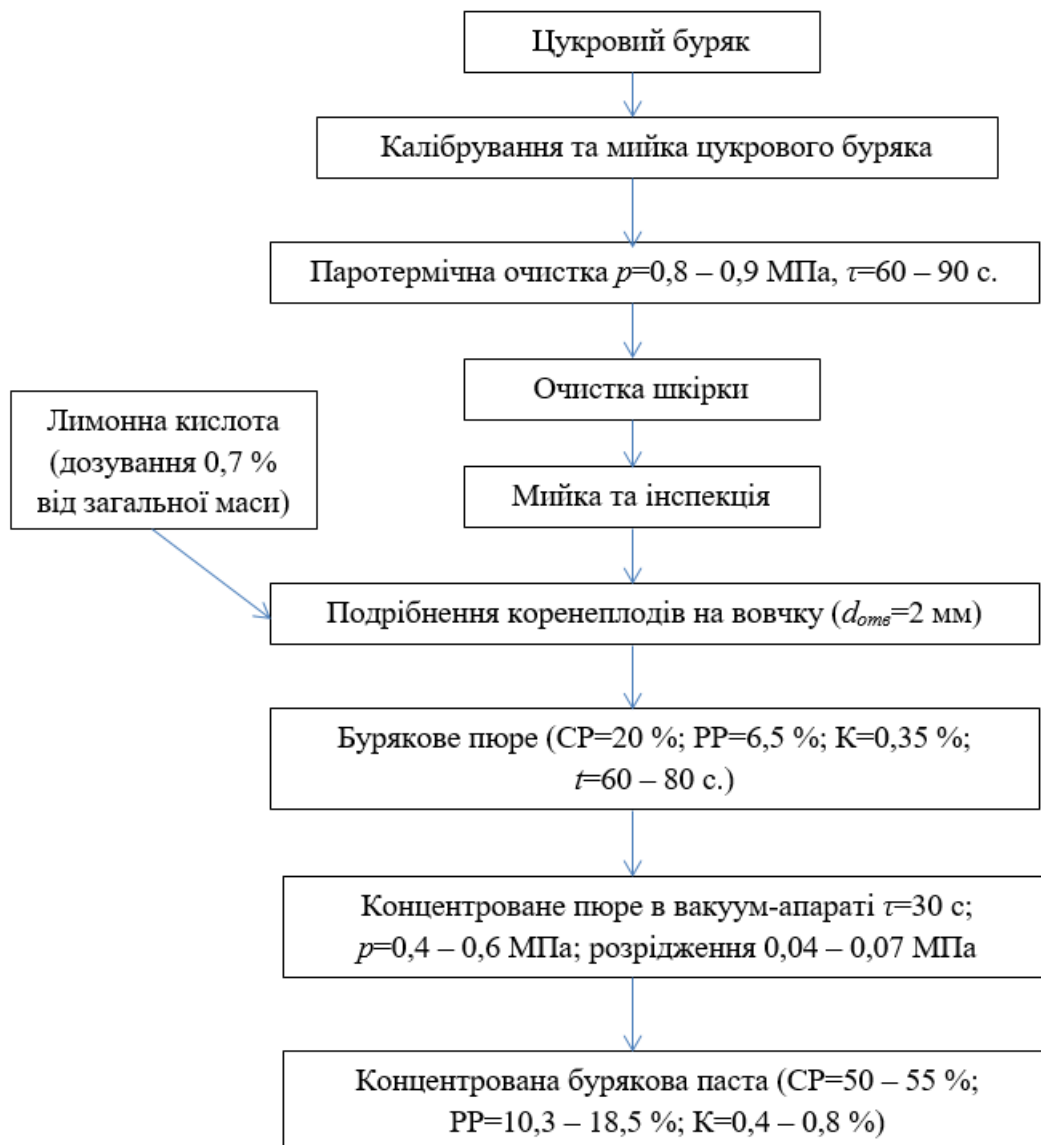 Цукровий буряк
Калібрування та мийка цукрового буряка
Паротермічна очистка p=0,8 – 0,9 МПа, τ=60 – 90 с.
Очистка шкірки
Лимонна кислота
(дозування 0,7 %
від загальної маси)
Мийка та інспекція
Подрібнення коренеплодів на вовчку (dотв=2 мм)
Бурякове пюре (СР=20 %; РР=6,5 %; К=0,35 %;
t=60 – 80 с.)
Концентроване пюре в вакуум-апараті τ=30 с;
p=0,4 – 0,6 МПа; розрідження 0,04 – 0,07 МПа
Концентрована бурякова паста (СР=50 – 55 %;
РР=10,3 – 18,5 %; К=0,4 – 0,8 %)